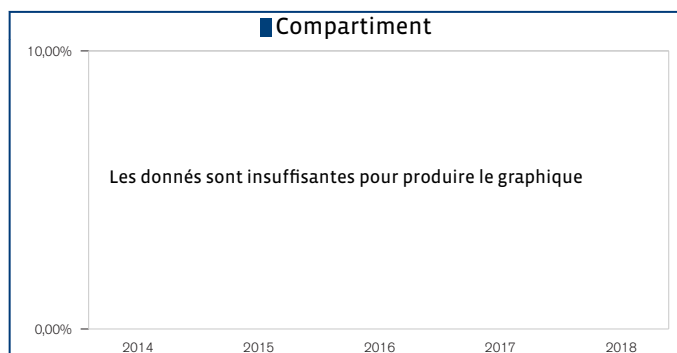 Compartiment
10,00%
Les donnés sont insuffisantes pour produire le graphique
0,00%
2014 2015 2016 2017 2018